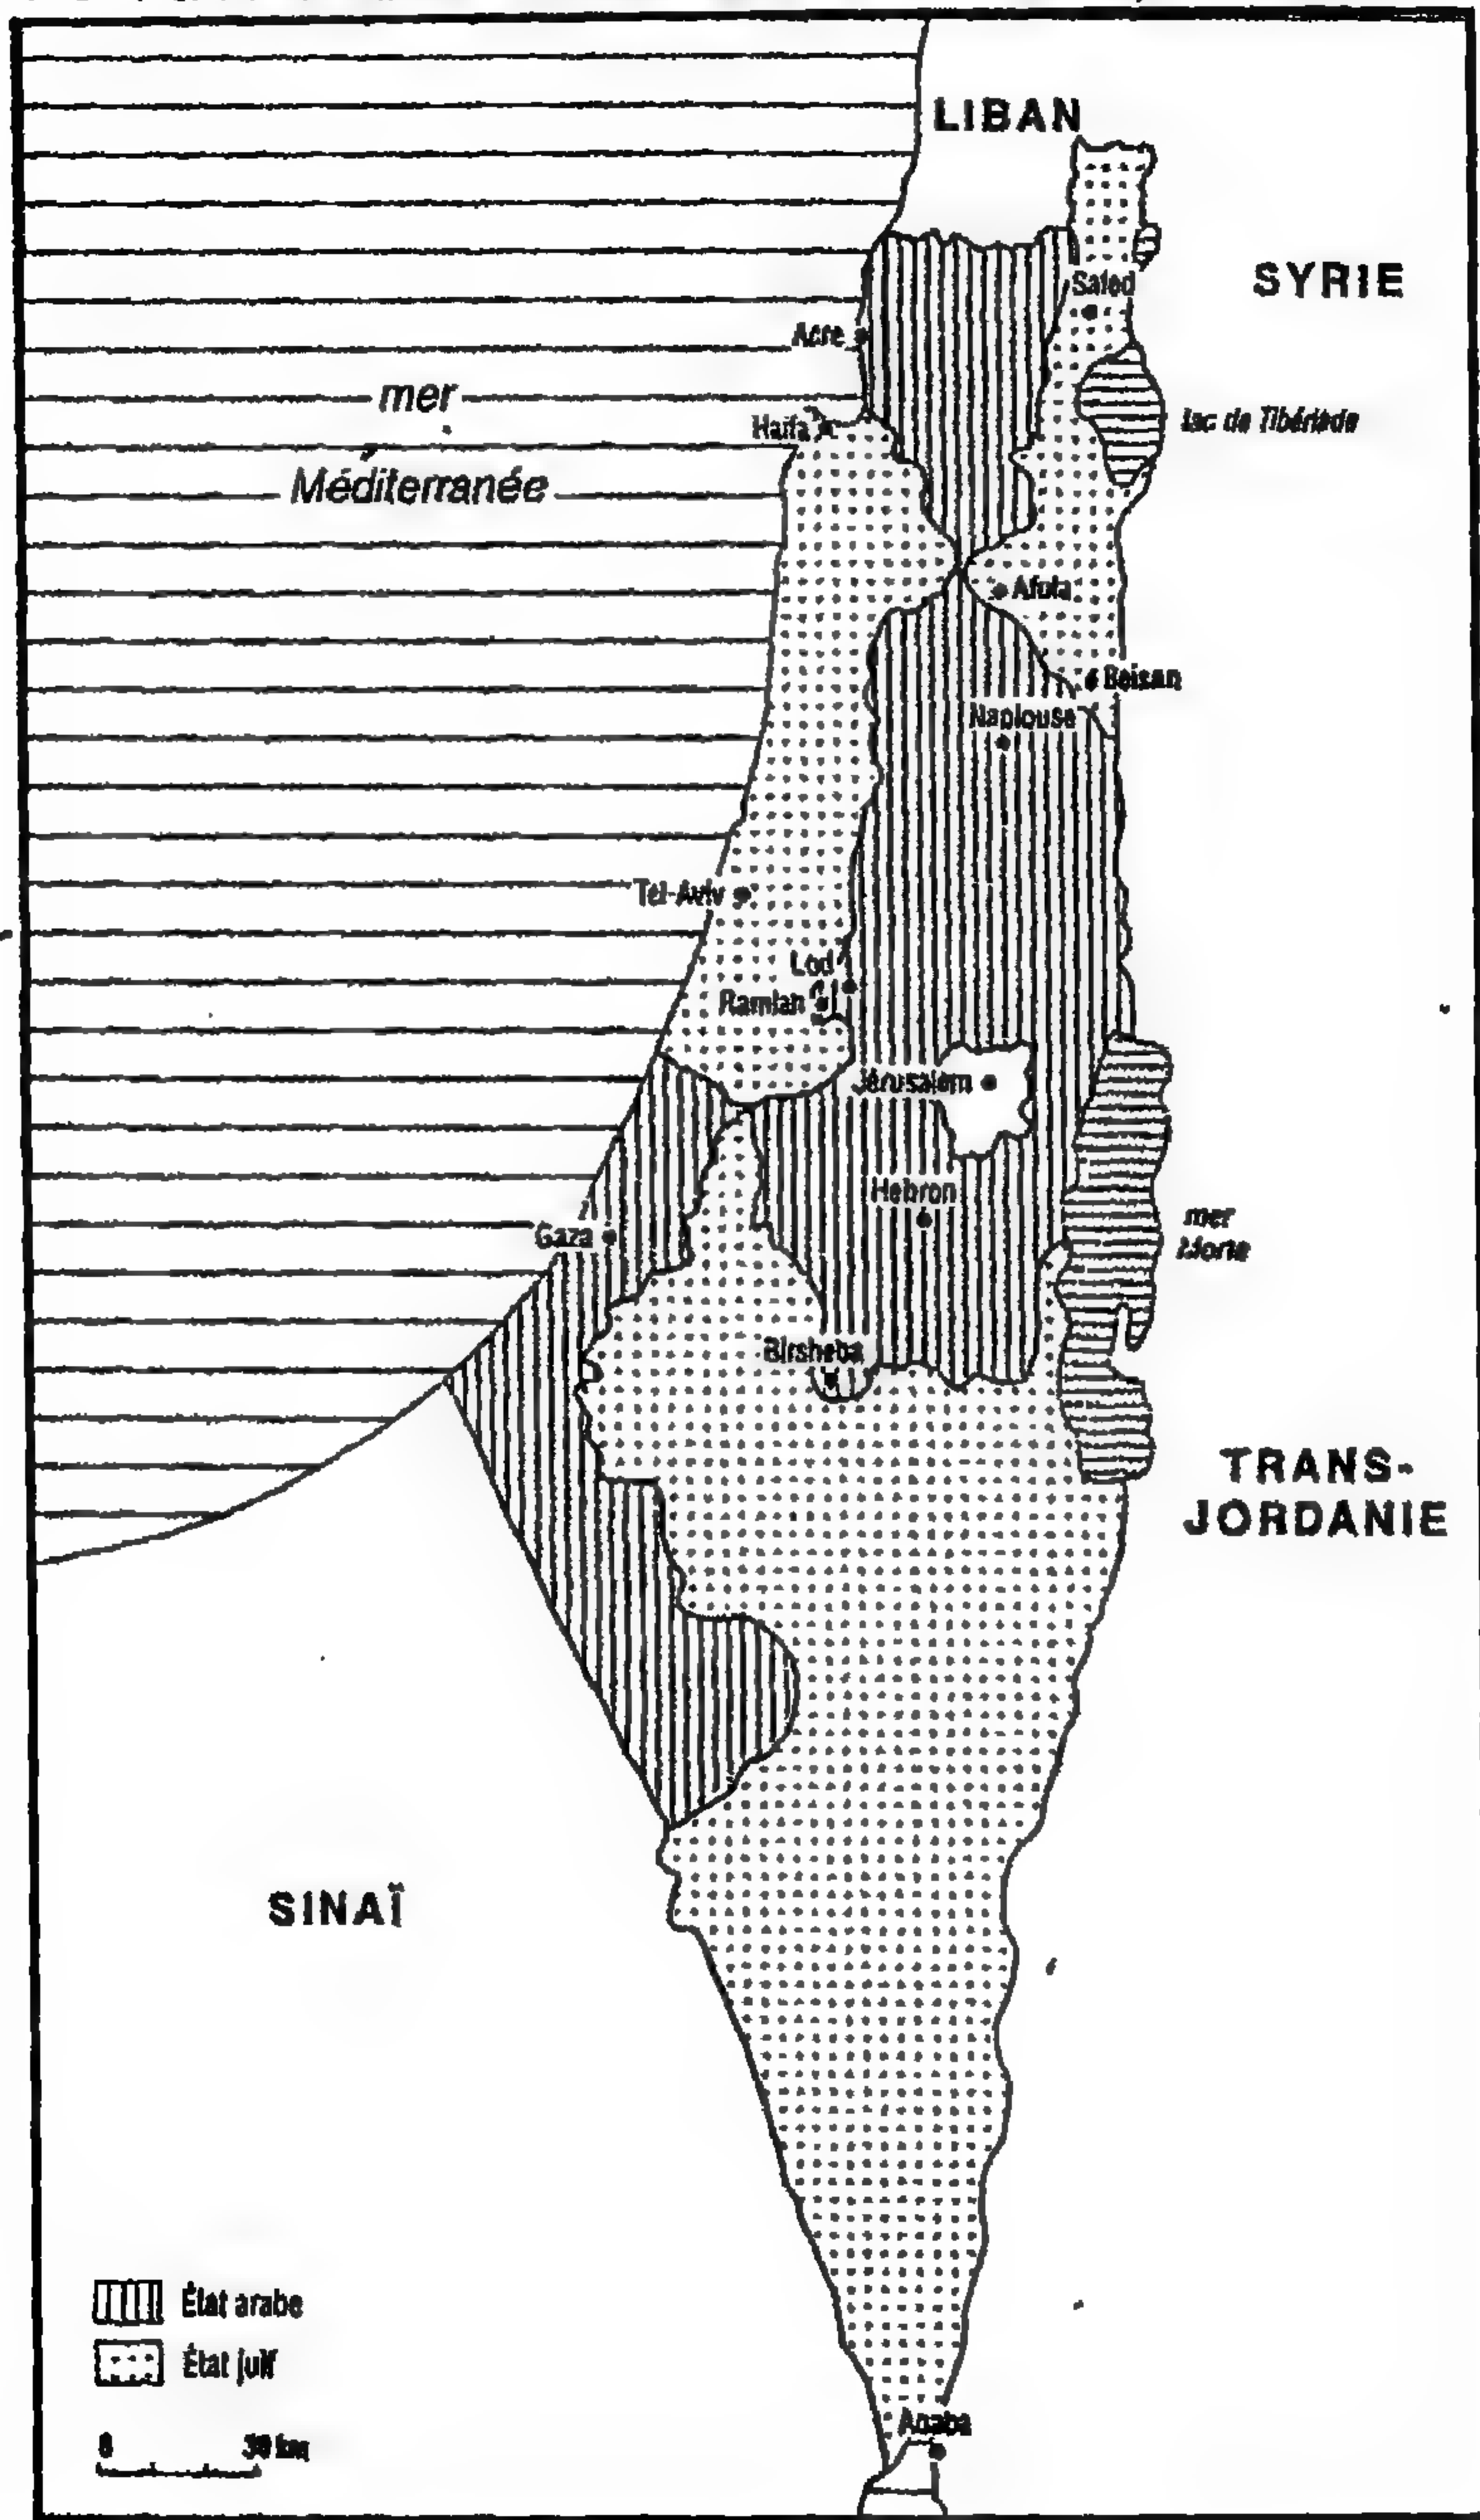 LIBAN
SYRIE
Safed
Acre
mer
Haifa
lac de Tibériade
Méditerranée
Afula
Beisan
Naplouse
Tel-Aviv
Lod
Ramlah
Jérusalem
Hebron
Gaza
mer
Morte
Birsheba
TRANS-
JORDANIE
SINAÏ
État arabe
État juif
Aqaba
0 30 km